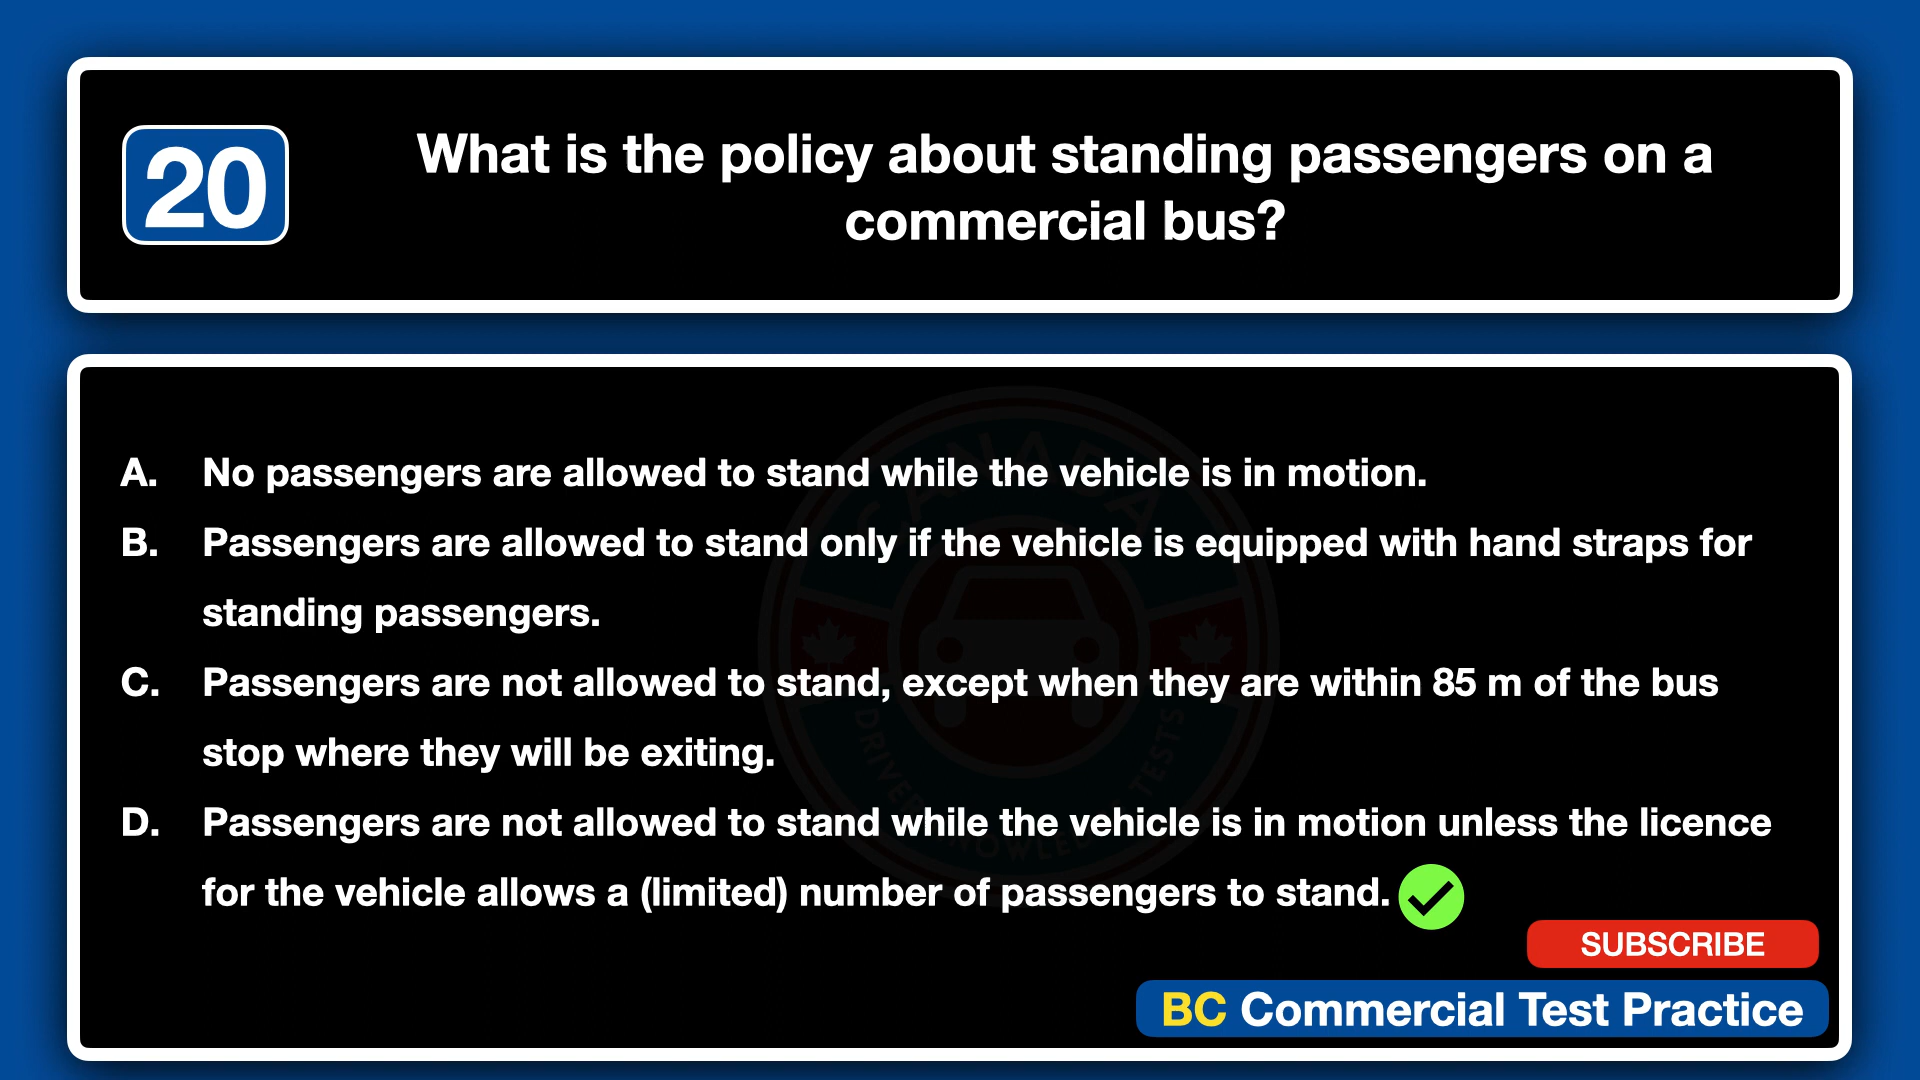 20
What is the policy about standing passengers on a
commercial bus?
A. No passengers are allowed to stand while the vehicle is in motion.
B. Passengers are allowed to stand only if the vehicle is equipped with hand straps for
standing passengers.
C. Passengers are not allowed to stand, except when they are within 85 m of the bus
stop where they will be exiting.
D. Passengers are not allowed to stand while the vehicle is in motion unless the licence
for the vehicle allows a (limited) number of passengers to stand.
CANADA
DRIVER KNOWLEDGE TESTS
SUBSCRIBE
BC Commercial Test Practice